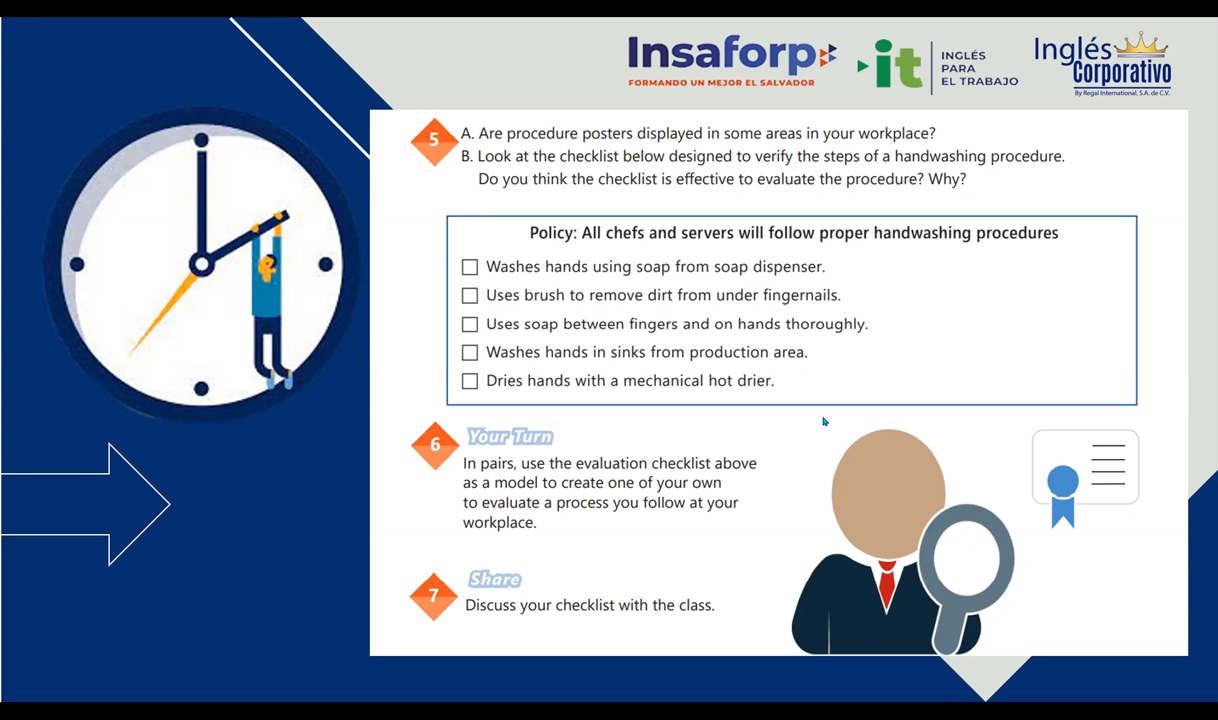 Insaforp
FORMANDO UN MEJOR EL SALVADOR
it
INGLÉS
PARA
EL TRABAJO
Inglés
Corporativo
By Regal International, S.A. de C.V.
5
A. Are procedure posters displayed in some areas in your workplace?
B. Look at the checklist below designed to verify the steps of a handwashing procedure.
Do you think the checklist is effective to evaluate the procedure? Why?
Policy: All chefs and servers will follow proper handwashing procedures
Washes hands using soap from soap dispenser.
Uses brush to remove dirt from under fingernails.
Uses soap between fingers and on hands thoroughly.
Washes hands in sinks from production area.
Dries hands with a mechanical hot drier.
6
Your Turn
In pairs, use the evaluation checklist above
as a model to create one of your own
to evaluate a process you follow at your
workplace.
7
Share
Discuss your checklist with the class.